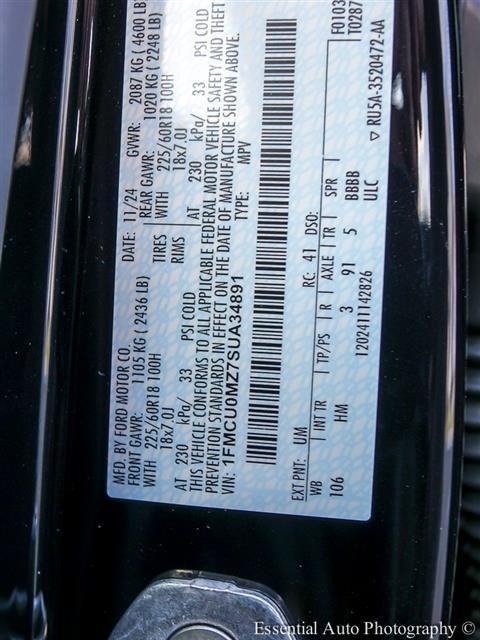 MFD. BY FORD MOTOR CO. DATE: 11/24 GVWR: 2087 KG (4600 LB
FRONT GAWR: 1105 KG (2436 LB) REAR GAWR: 1020 KG (2248 LB)
WITH 225/60R18 100H TIRES WITH 225/60R18 100H
18x7.0J RIMS 18x7.0J
AT 230 kPa/ 33 PSI COLD AT 230 kPa/ 33 PSI COLD
THIS VEHICLE CONFORMS TO ALL APPLICABLE FEDERAL MOTOR VEHICLE SAFETY AND THEFT
PREVENTION STANDARDS IN EFFECT ON THE DATE OF MANUFACTURE SHOWN ABOVE.
VIN: 1FMCU0MZ7SUA34891 TYPE: MPV
F0103
T0287
EXT PNT: UM RC: 41 DSO:
WB INT TR TP/PS R AXLE TR SPR
106 HM 3 91 5 BBBB
ULC
1202411142826 ▽ RU5A-3520472-AA
Essential Auto Photography ©